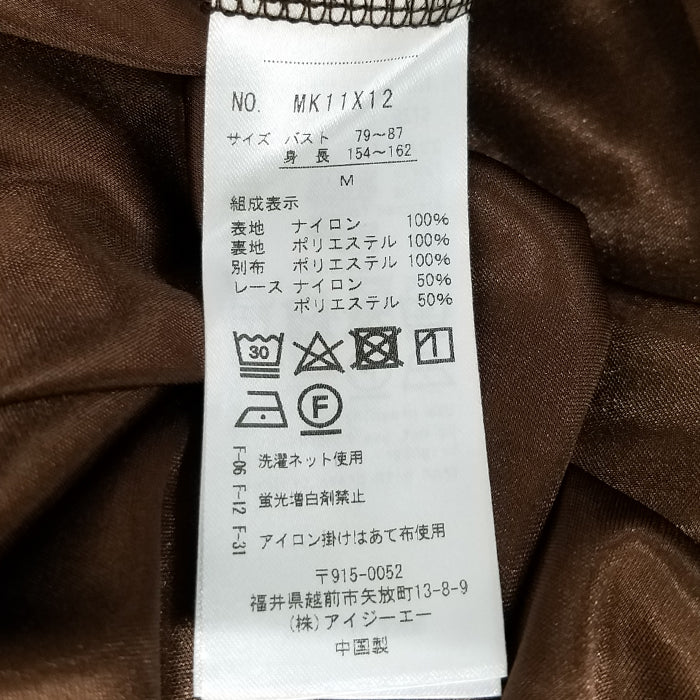 NO. MK11X12
サイズ バスト 79～87
身長 154～162
M
組成表示
表地 ナイロン 100%
裏地 ポリエステル 100%
別布 ポリエステル 100%
レース ナイロン 50%
ポリエステル 50%
30
F
F-06 洗濯ネット使用
F-12 蛍光増白剤禁止
F-31 アイロン掛けはあて布使用
〒915-0052
福井県越前市矢放町13-8-9
(株)アイジーエー
中国製